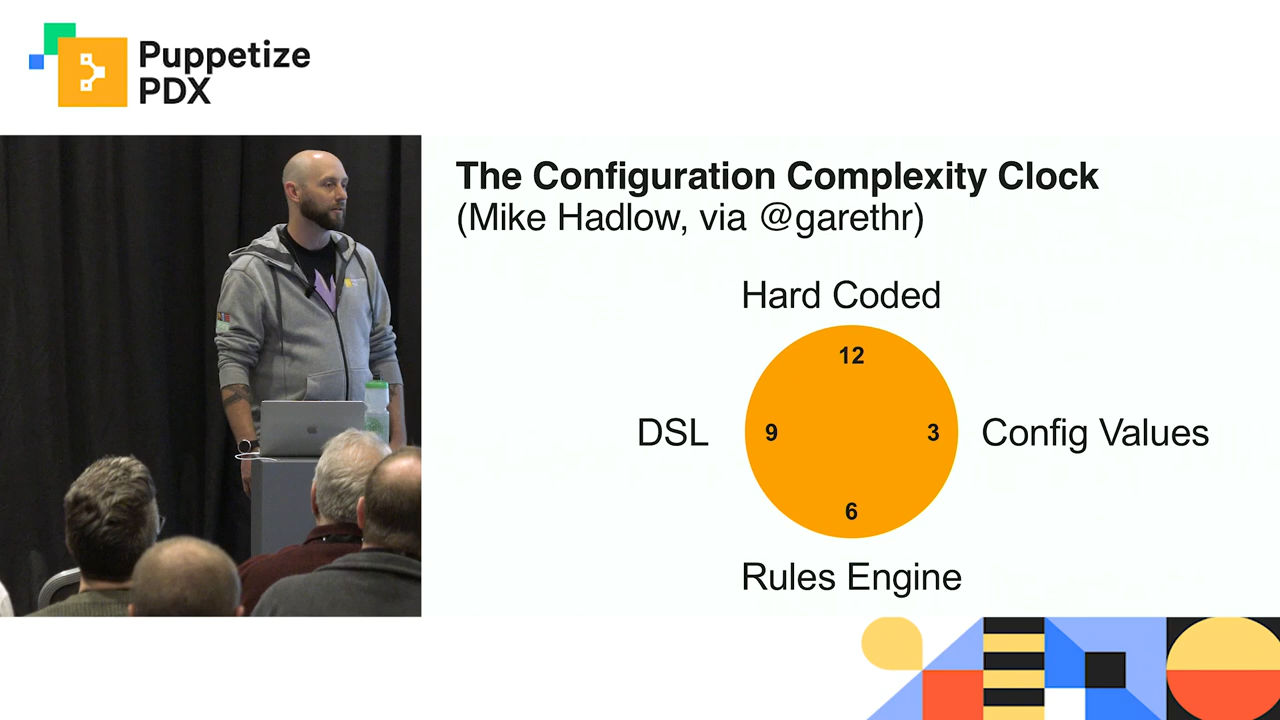 Puppetize
PDX
The Configuration Complexity Clock
(Mike Hadlow, via @garethr)
Hard Coded
12
DSL
9
3
Config Values
6
Rules Engine